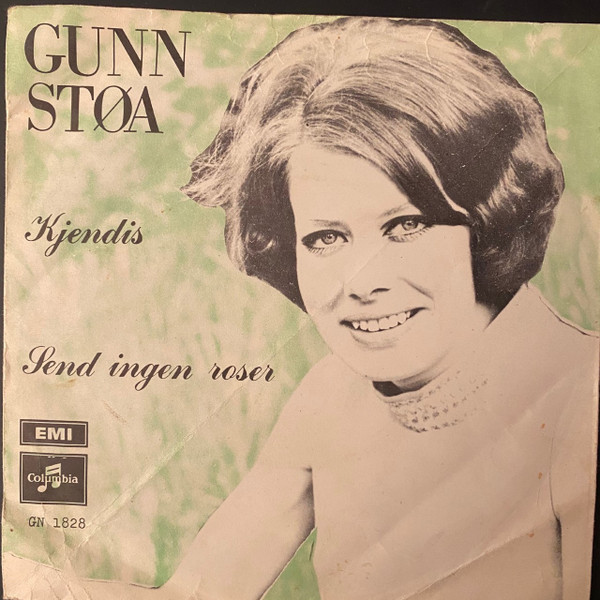 GUNN
STØA
Kjendis
Send ingen roser
EMI
Columbia
GN 1828